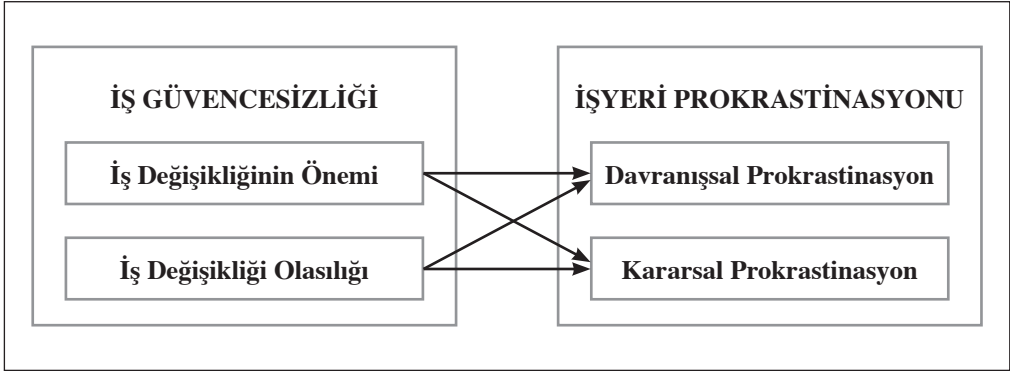 İŞ GÜVENCESİZLİĞİ
İş Değişikliğinin Önemi
İş Değişikliği Olasılığı
İŞYERİ PROKRASTİNASYONU
Davranışsal Prokrastinasyon
Kararsal Prokrastinasyon